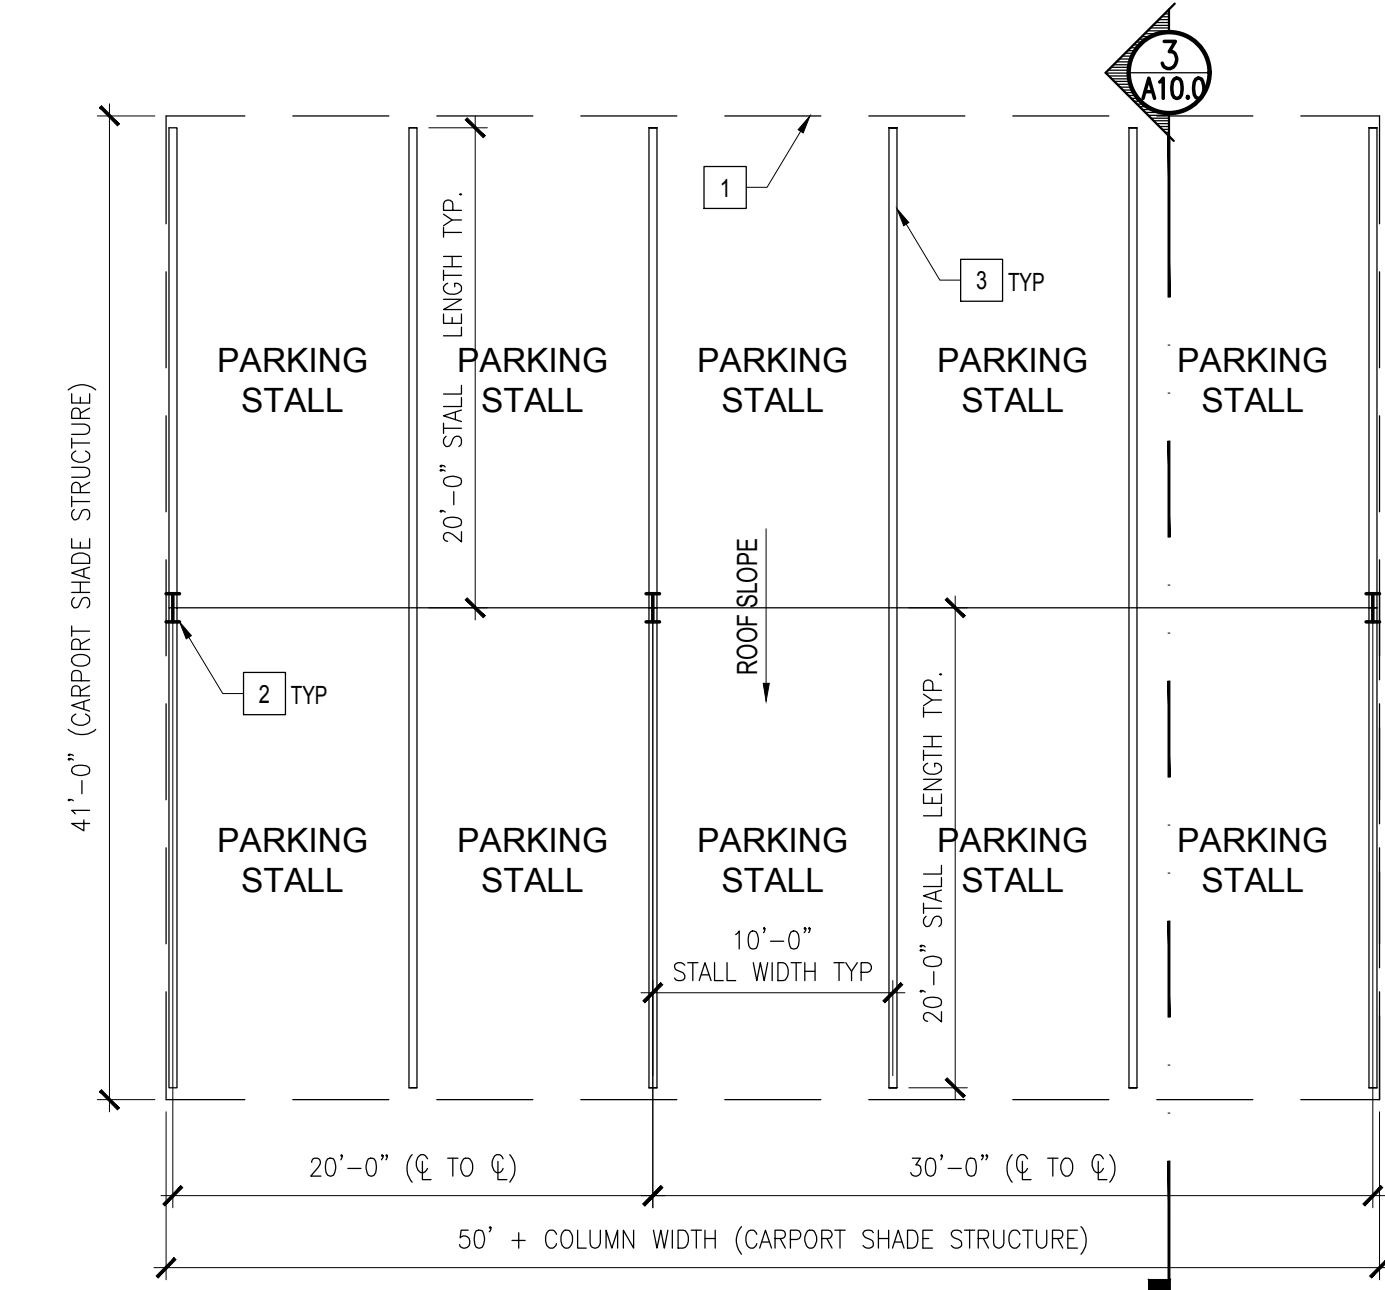 3
A10.0
1
3 TYP
20'-0" STALL LENGTH TYP.
PARKING
STALL
PARKING
STALL
PARKING
STALL
PARKING
STALL
PARKING
STALL
41'-0" (CARPORT SHADE STRUCTURE)
ROOF SLOPE
2 TYP
20'-0" STALL LENGTH TYP.
PARKING
STALL
PARKING
STALL
PARKING
STALL
PARKING
STALL
PARKING
STALL
10'-0"
STALL WIDTH TYP
20'-0" (℄ TO ℄)
30'-0" (℄ TO ℄)
50' + COLUMN WIDTH (CARPORT SHADE STRUCTURE)